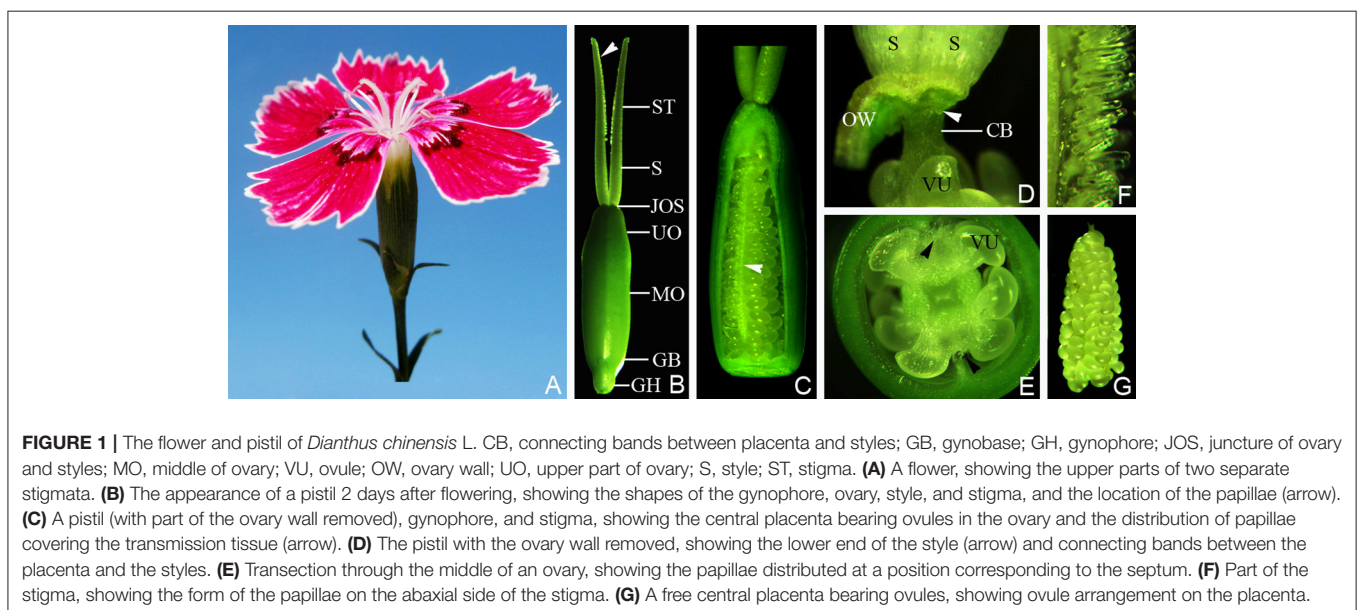 A
ST
S
JOS
UO
MO
GB
GH
B
C
S S
OW
CB
VU
D
VU
E
F
G
FIGURE 1 | The flower and pistil of Dianthus chinensis L. CB, connecting bands between placenta and styles; GB, gynobase; GH, gynophore; JOS, juncture of ovary
and styles; MO, middle of ovary; VU, ovule; OW, ovary wall; UO, upper part of ovary; S, style; ST, stigma. (A) A flower, showing the upper parts of two separate
stigmata. (B) The appearance of a pistil 2 days after flowering, showing the shapes of the gynophore, ovary, style, and stigma, and the location of the papillae (arrow).
(C) A pistil (with part of the ovary wall removed), gynophore, and stigma, showing the central placenta bearing ovules in the ovary and the distribution of papillae
covering the transmission tissue (arrow). (D) The pistil with the ovary wall removed, showing the lower end of the style (arrow) and connecting bands between the
placenta and the styles. (E) Transection through the middle of an ovary, showing the papillae distributed at a position corresponding to the septum. (F) Part of the
stigma, showing the form of the papillae on the abaxial side of the stigma. (G) A free central placenta bearing ovules, showing ovule arrangement on the placenta.